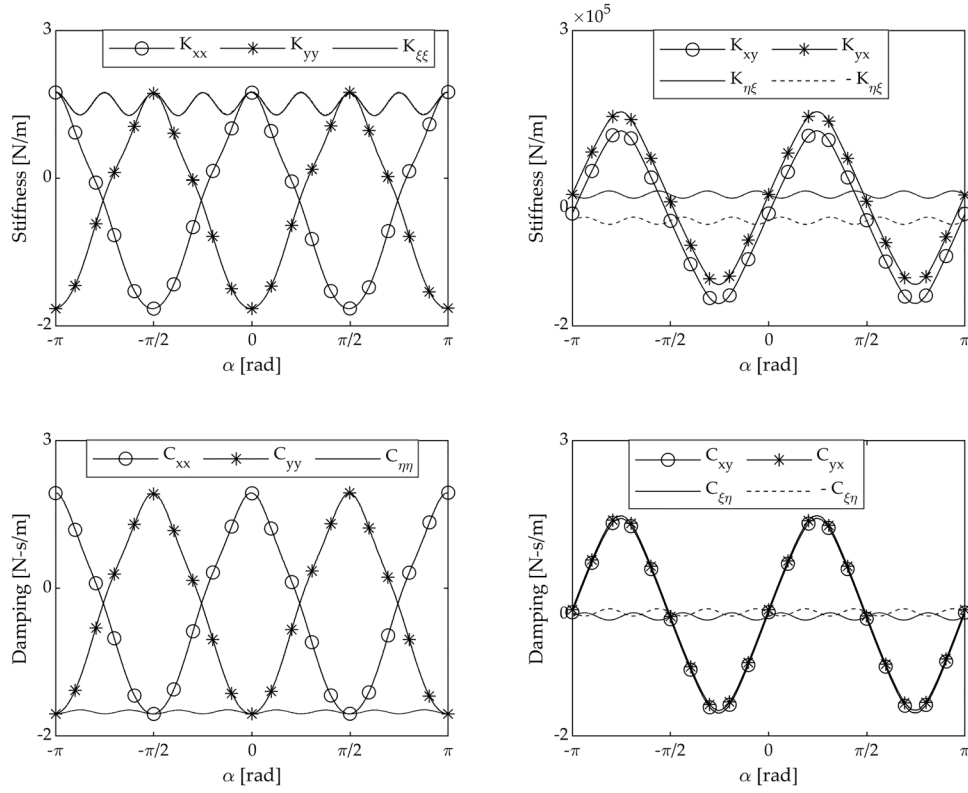 3
K_xx K_yy K_ξξ
Stiffness [N/m]
0
-2
-π -π/2 0 π/2 π
α [rad]
×10^5
3
K_xy K_yx
K_ηξ -K_ηξ
Stiffness [N/m]
0
-2
-π -π/2 0 π/2 π
α [rad]
3
C_xx C_yy C_ηη
Damping [N-s/m]
0
-2
-π -π/2 0 π/2 π
α [rad]
3
C_xy C_yx
C_ξη -C_ξη
Damping [N-s/m]
0
-2
-π -π/2 0 π/2 π
α [rad]